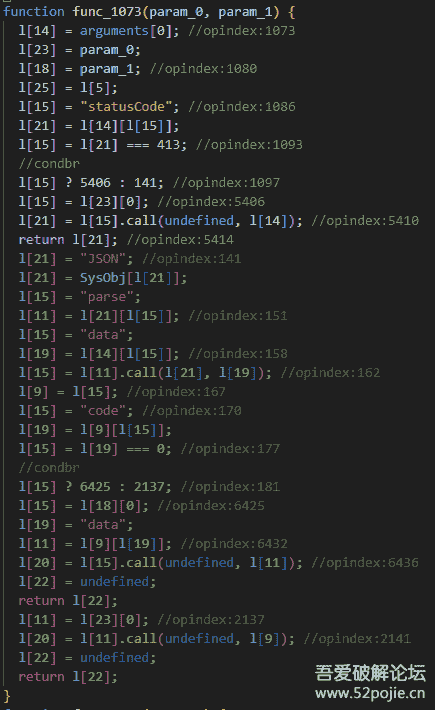 function func_1073(param_0, param_1) {
l[14] = arguments[0]; //opindex:1073
l[23] = param_0;
l[18] = param_1; //opindex:1080
l[25] = l[5];
l[15] = "statusCode"; //opindex:1086
l[21] = l[14][l[15]];
l[15] = l[21] === 413; //opindex:1093
//condbr
l[15] ? 5406 : 141; //opindex:1097
l[15] = l[23][0]; //opindex:5406
l[21] = l[15].call(undefined, l[14]); //opindex:5410
return l[21]; //opindex:5414
l[21] = "JSON"; //opindex:141
l[21] = SysObj[l[21]];
l[15] = "parse";
l[11] = l[21][l[15]]; //opindex:151
l[15] = "data";
l[19] = l[14][l[15]]; //opindex:158
l[15] = l[11].call(l[21], l[19]); //opindex:162
l[9] = l[15]; //opindex:167
l[15] = "code"; //opindex:170
l[19] = l[9][l[15]];
l[15] = l[19] === 0; //opindex:177
//condbr
l[15] ? 6425 : 2137; //opindex:181
l[15] = l[18][0]; //opindex:6425
l[19] = "data";
l[11] = l[9][l[19]]; //opindex:6432
l[20] = l[15].call(undefined, l[11]); //opindex:6436
l[22] = undefined;
return l[22];
l[11] = l[23][0]; //opindex:2137
l[20] = l[11].call(undefined, l[9]); //opindex:2141
l[22] = undefined;
return l[22];
}
吾爱破解论坛
www.52pojie.cn